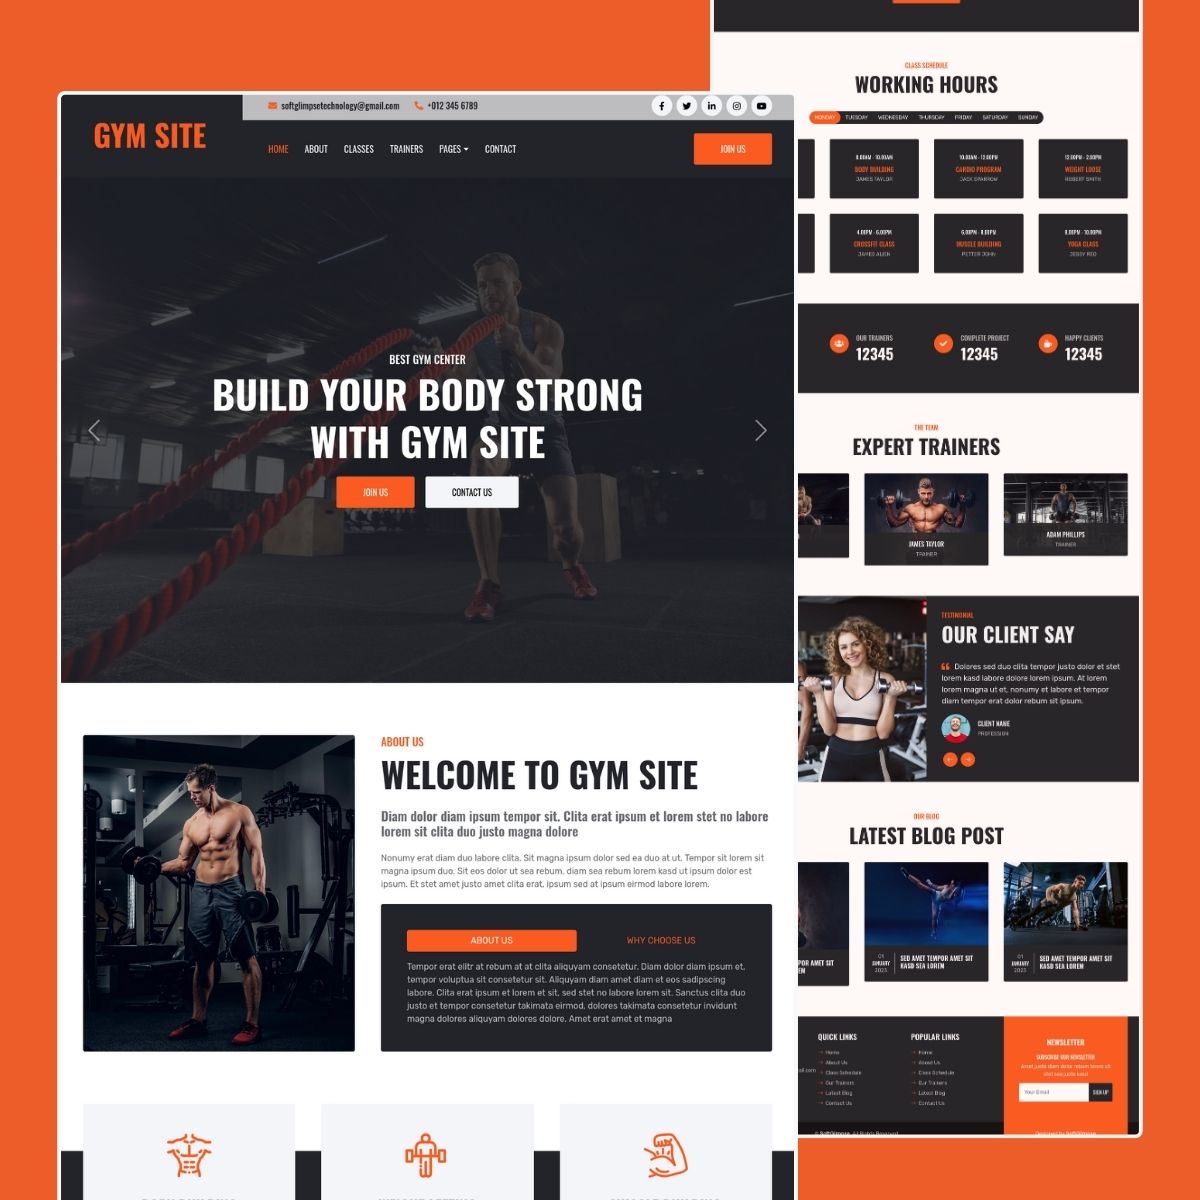 softglimpsetechnology@gmail.com
+012 345 6789
GYM SITE
HOME
ABOUT
CLASSES
TRAINERS
PAGES
CONTACT
JOIN US
BEST GYM CENTER
BUILD YOUR BODY STRONG
WITH GYM SITE
JOIN US
CONTACT US
ABOUT US
WELCOME TO GYM SITE
Diam dolor diam ipsum tempor sit. Clita erat ipsum et lorem stet no labore
lorem sit clita duo justo magna dolore
Nonumy erat diam duo labore clita. Sit magna ipsum dolor sed ea duo at ut. Tempor sit lorem sit
magna ipsum duo. Sit eos dolor ut sea rebum, diam sea rebum lorem kasd ut ipsum dolor est
ipsum. Et stet amet justo amet clita erat, ipsum sed at ipsum eirmod labore lorem.
ABOUT US
WHY CHOOSE US
Tempor erat elitr at rebum at at clita aliquyam consetetur. Diam dolor diam ipsum et,
tempor voluptua sit consetetur sit. Aliquyam diam amet diam et eos sadipscing
labore. Clita erat ipsum et lorem et sit, sed stet no labore lorem sit. Sanctus clita duo
justo et tempor consetetur takimata eirmod, dolores takimata consetetur invidunt
magna dolores aliquyam dolores dolore. Amet erat amet et magna
CLASS SCHEDULE
WORKING HOURS
MONDAY
TUESDAY
WEDNESDAY
THURSDAY
FRIDAY
SATURDAY
SUNDAY
8.00AM - 10.00AM
BODY BUILDING
JAMES TAYLOR
10.00AM - 12.00PM
CARDIO PROGRAM
JACK SPARROW
12.00PM - 2.00PM
WEIGHT LOOSE
ROBERT SMITH
4.00PM - 6.00PM
CROSSFIT CLASS
JAMES ALIEN
6.00PM - 8.00PM
MUSCLE BUILDING
PETTER JOHN
8.00PM - 10.00PM
YOGA CLASS
JESSY REO
OUR TRAINERS
12345
COMPLETE PROJECT
12345
HAPPY CLIENTS
12345
THE TEAM
EXPERT TRAINERS
JAMES TAYLOR
TRAINER
ADAM PHILLIPS
TRAINER
TESTIMONIAL
OUR CLIENT SAY
Dolores sed duo clita tempor justo dolor et stet
lorem kasd labore dolore lorem ipsum. At lorem
lorem magna ut et, nonumy et labore et tempor
diam tempor erat dolor rebum sit ipsum.
CLIENT NAME
PROFESSION
OUR BLOG
LATEST BLOG POST
POR AMET SIT
EM
01
JANUARY
2023
SED AMET TEMPOR AMET SIT
KASD SEA LOREM
01
JANUARY
2023
SED AMET TEMPOR AMET SIT
KASD SEA LOREM
ail.com
QUICK LINKS
Home
About Us
Class Schedule
Our Trainers
Latest Blog
Contact Us
POPULAR LINKS
Home
About Us
Class Schedule
Our Trainers
Latest Blog
Contact Us
NEWSLETTER
SUBSCRIBE OUR NEWSLETTER
Amet justo diam dolor rebum lorem sit
stet sea justo kasd
Your Email
SIGN UP